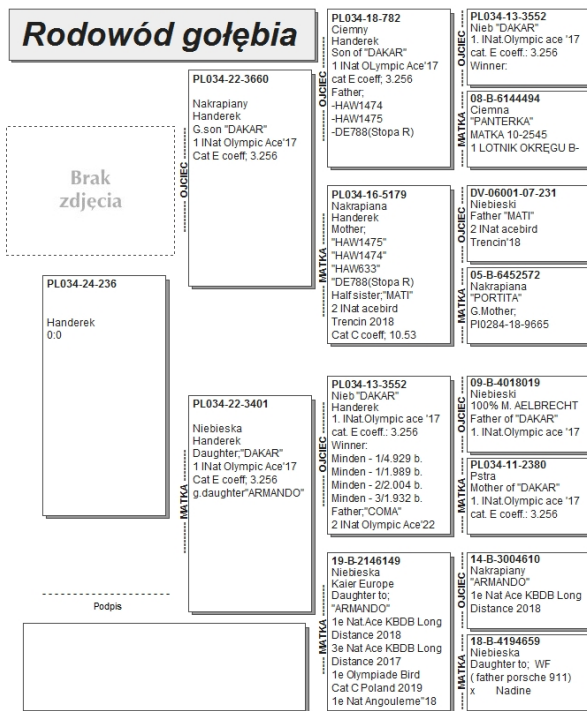 Rodowód gołębia
Brak
zdjęcia
PL034-24-236
Handerek
0:0
Podpis
OJCIEC
PL034-22-3660
Nakrapiany
Handerek
G.son "DAKAR"
1 INat Olympic Ace'17
Cat E coeff; 3.256
MATKA
PL034-22-3401
Niebieska
Handerek
Daughter;"DAKAR"
1 INat Olympic Ace'17
Cat E coeff; 3.256
g.daughter"ARMANDO"
OJCIEC
PL034-18-782
Ciemny
Handerek
Son of "DAKAR"
1 INat OLympic Ace'17
cat E coeff; 3.256
Father;
-HAW1474
-HAW1475
-DE788(Stopa R)
MATKA
PL034-16-5179
Nakrapiana
Handerek
Mother;
"HAW1475"
"HAW1474"
"HAW633"
"DE788(Stopa R)
Half sister;"MATI"
2 INat acebird
Trencin 2018
Cat C coeff; 10.53
OJCIEC
PL034-13-3552
Nieb "DAKAR"
Handerek
1. INat.Olympic ace '17
cat. E coeff.: 3.256
Winner:
Minden - 1/4.929 b.
Minden - 1/1.989 b.
Minden - 2/2.004 b.
Minden - 3/1.932 b.
Father;"COMA"
2 INat Olympic Ace'22
MATKA
19-B-2146149
Niebieska
Kaier Europe
Daughter to;
"ARMANDO"
1e Nat Ace KBDB Long
Distance 2018
3e Nat Ace KBDB Long
Distance 2017
1e Olympiade Bird
Cat C Poland 2019
1e Nat Angouleme"18
OJCIEC
PL034-13-3552
Nieb "DAKAR"
1. INat.Olympic ace '17
cat. E coeff.: 3.256
Winner:
MATKA
08-B-6144494
Ciemna
"PANTERKA"
MATKA 10-2545
1 LOTNIK OKRĘGU B-
OJCIEC
DV-06001-07-231
Niebieski
Father "MATI"
2 INat acebird
Trencin'18
MATKA
05-B-6452572
Nakrapiana
"PORTITA"
G.Mother;
Pl0284-18-9665
OJCIEC
09-B-4018019
Niebieski
100% M. AELBRECHT
Father of "DAKAR"
1. INat.Olympic ace '17
MATKA
PL034-11-2380
Pstra
Mother of "DAKAR"
1. INat.Olympic ace '17
cat. E coeff.: 3.256
OJCIEC
14-B-3004610
Nakrapiany
"ARMANDO"
1e Nat Ace KBDB Long
Distance 2018
MATKA
18-B-4194659
Niebieska
Daughter to; WF
( father porsche 911)
x Nadine